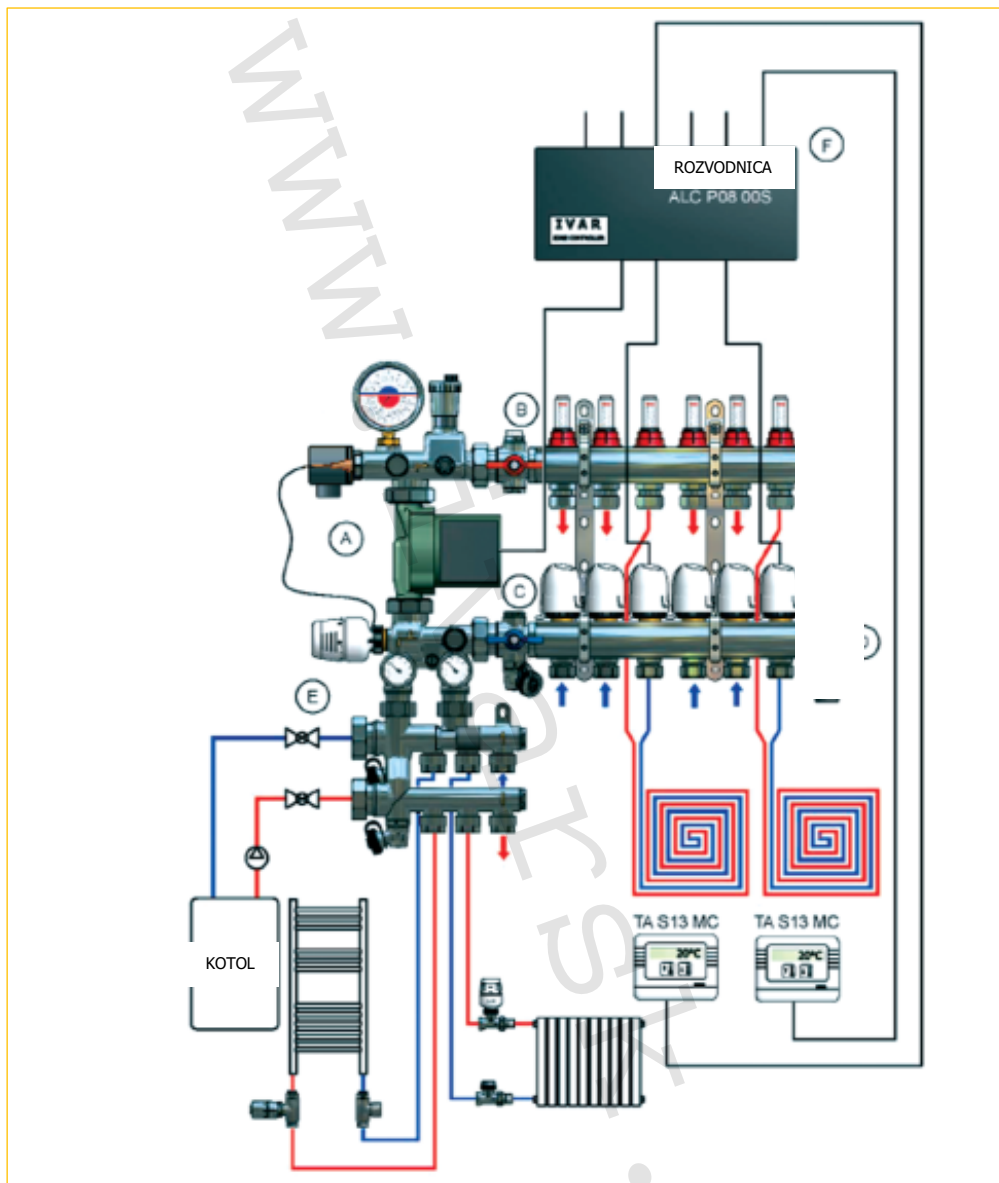 F
ROZVODNICA
ALC P08 00S
IVAR
B
A
C
E
TA S13 MC
TA S13 MC
20°C
20°C
KOTOL